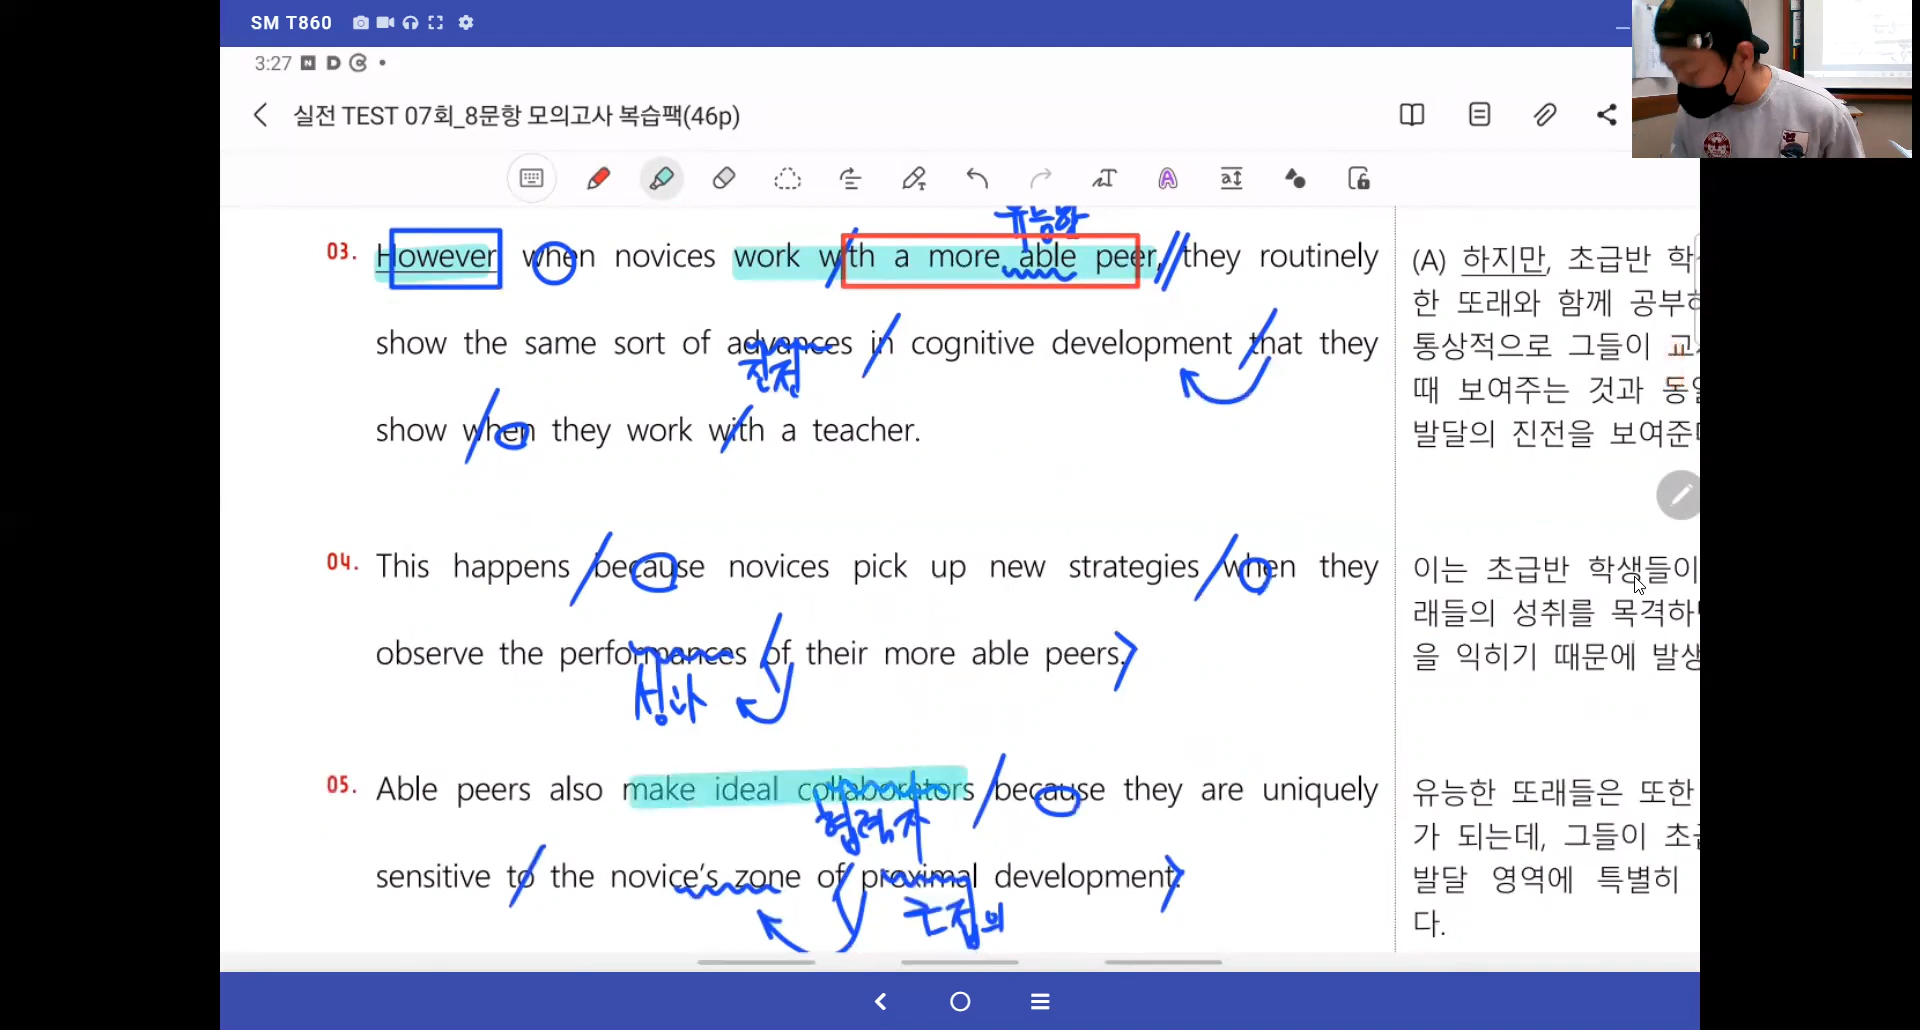 SM T860
3:27
실전 TEST 07회_8문항 모의고사 복습팩(46p)
유능한
03. However when novices work with a more able peer, they routinely
show the same sort of advances in cognitive development that they
진전
show when they work with a teacher.
(A) 하지만, 초급반 학
한 또래와 함께 공부하
통상적으로 그들이 교
때 보여주는 것과 동일
발달의 진전을 보여준다
04. This happens because novices pick up new strategies when they
observe the performances of their more able peers.
성과
이는 초급반 학생들이
래들의 성취를 목격하
을 익히기 때문에 발생
05. Able peers also make ideal collaborators because they are uniquely
협력자
sensitive to the novice's zone of proximal development.
근접의
유능한 또래들은 또한
가 되는데, 그들이 초급
발달 영역에 특별히
다.